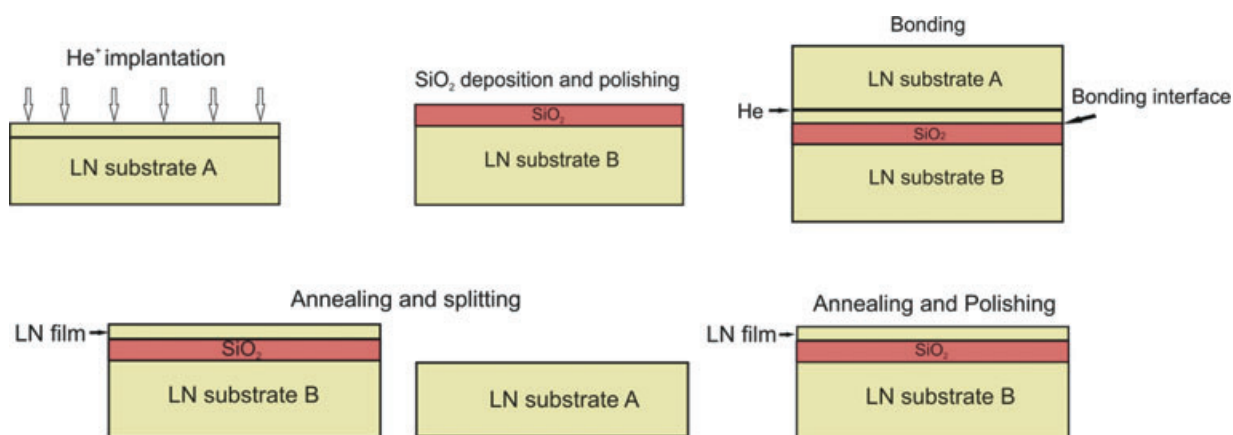 He⁺ implantation
LN substrate A
SiO₂ deposition and polishing
SiO₂
LN substrate B
Bonding
LN substrate A
He
Bonding interface
SiO₂
LN substrate B
Annealing and splitting
LN film
SiO₂
LN substrate B
LN substrate A
Annealing and Polishing
LN film
SiO₂
LN substrate B